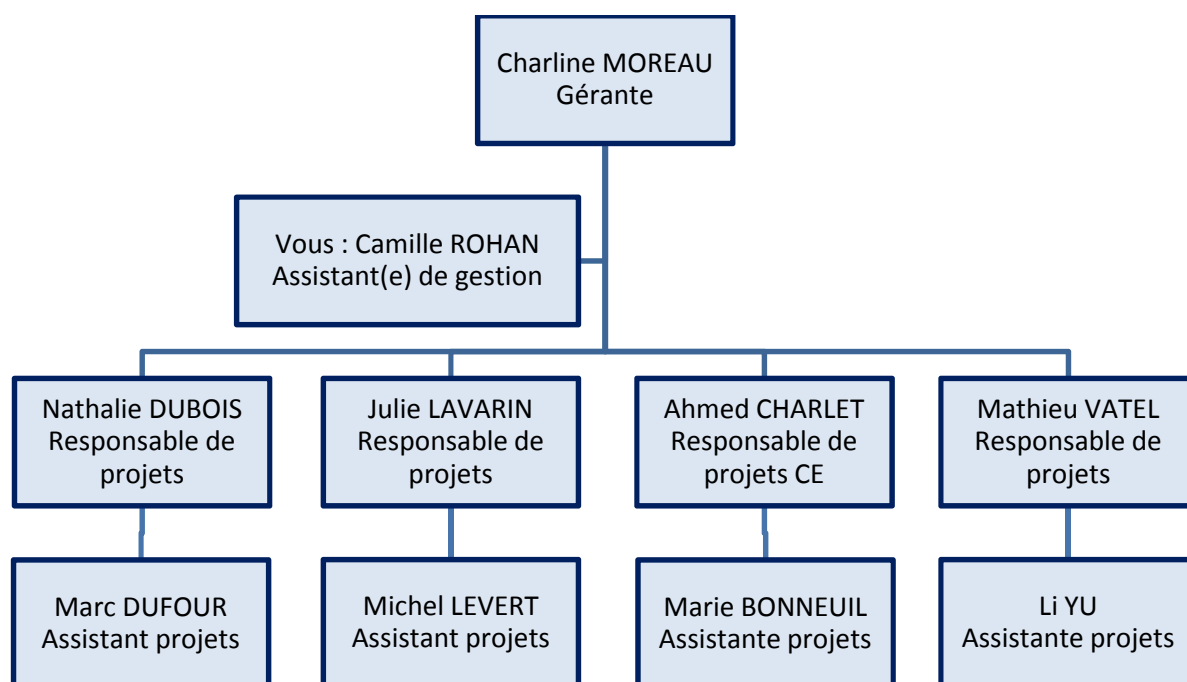 Charline MOREAU
Gérante
Vous : Camille ROHAN
Assistant(e) de gestion
Nathalie DUBOIS
Responsable de
projets
Julie LAVARIN
Responsable de
projets
Ahmed CHARLET
Responsable de
projets CE
Mathieu VATEL
Responsable de
projets
Marc DUFOUR
Assistant projets
Michel LEVERT
Assistant projets
Marie BONNEUIL
Assistante projets
Li YU
Assistante projets